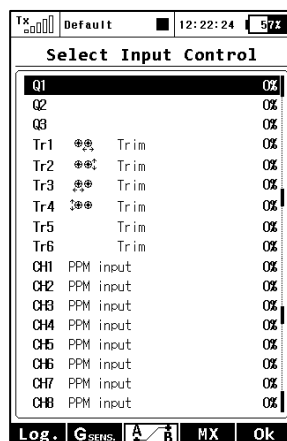 Tx Default 12:22:24 57%
Select Input Control
Q1 0%
Q2 0%
Q3 0%
Tr1 Trim 0%
Tr2 Trim 0%
Tr3 Trim 0%
Tr4 Trim 0%
Tr5 Trim 0%
Tr6 Trim 0%
CH1 PPM input 0%
CH2 PPM input 0%
CH3 PPM input 0%
CH4 PPM input 0%
CH5 PPM input 0%
CH6 PPM input 0%
CH7 PPM input 0%
CH8 PPM input 0%
Log. GSENS. A B MX Ok